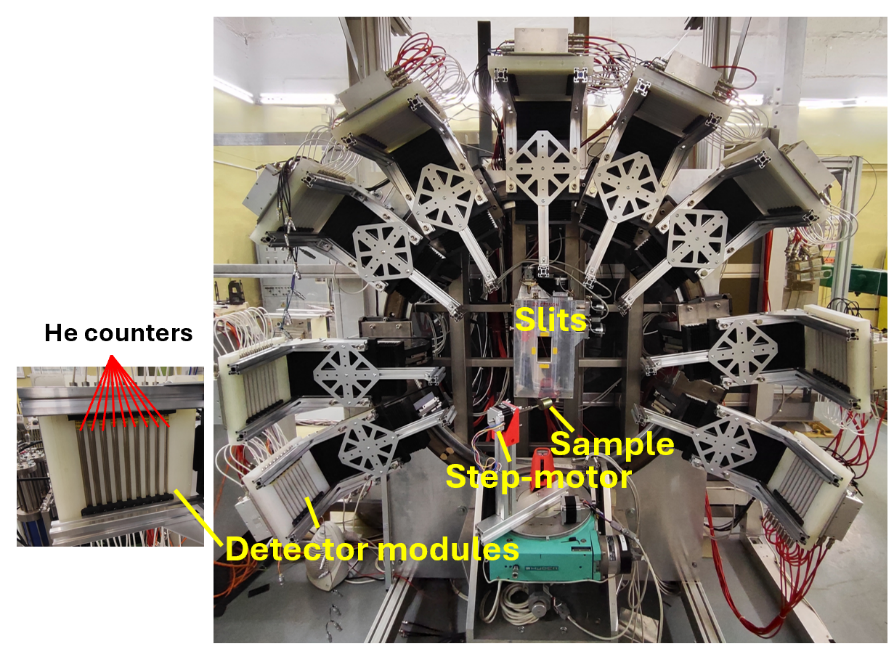 Slits
He counters
Sample
Step-motor
Detector modules